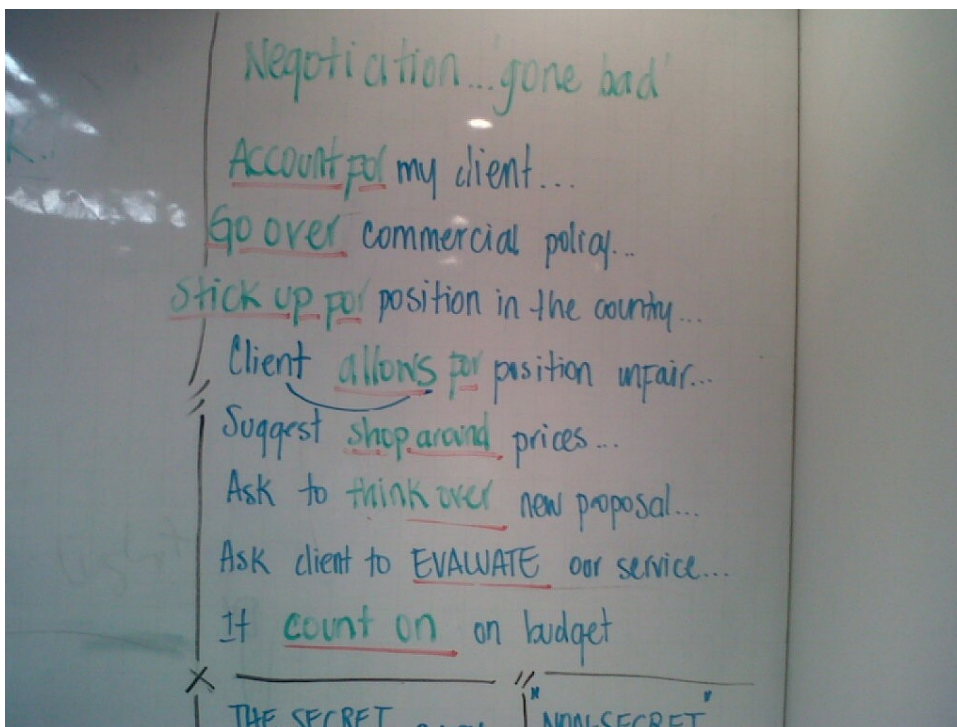 Negotiation... 'gone bad'
Account for my client...
Go over commercial policy...
Stick up for position in the country...
Client allows for position unfair...
Suggest shop around prices...
Ask to think over new proposal...
Ask client to EVALUATE our service...
It count on on budget
THE SECRET
"NON-SECRET"